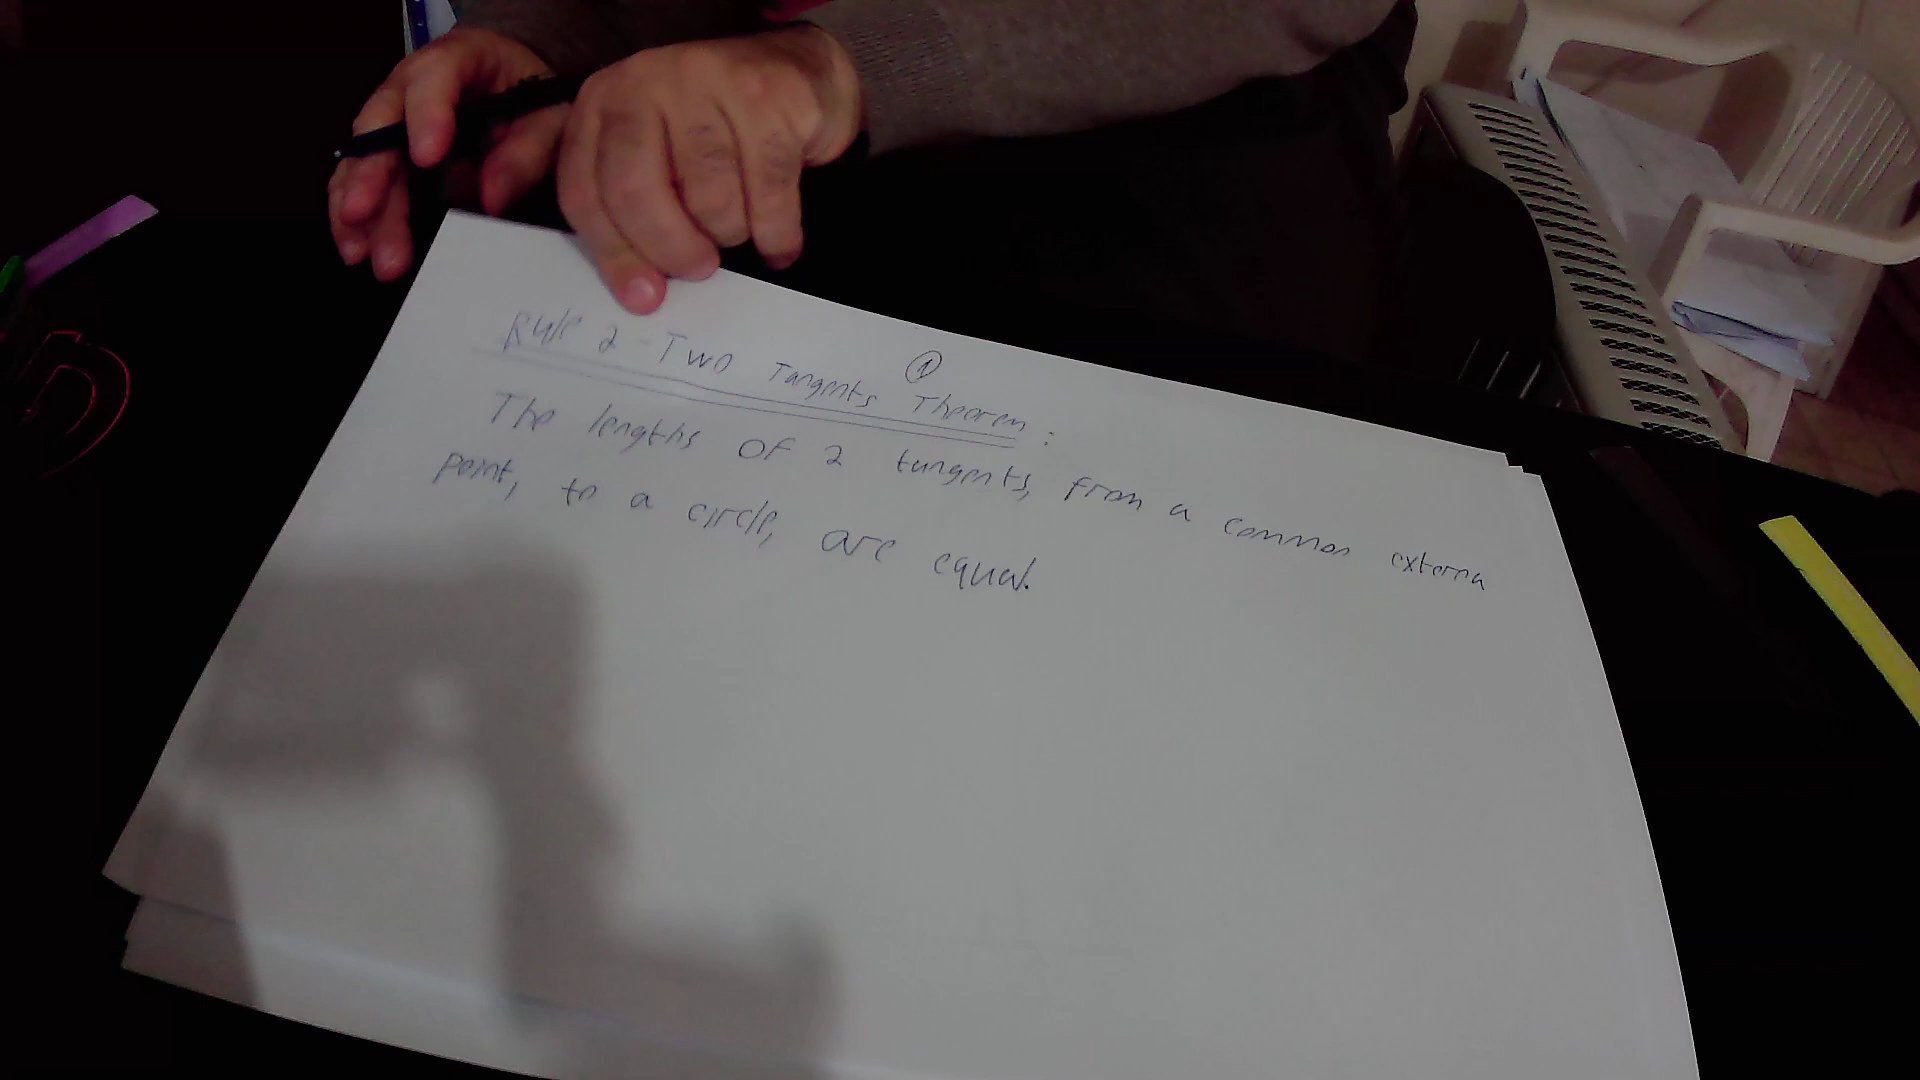 ①
Rule 2 - Two Tangents Theorem:
The lengths of 2 tangents, from a common externa
point, to a circle, are equal.